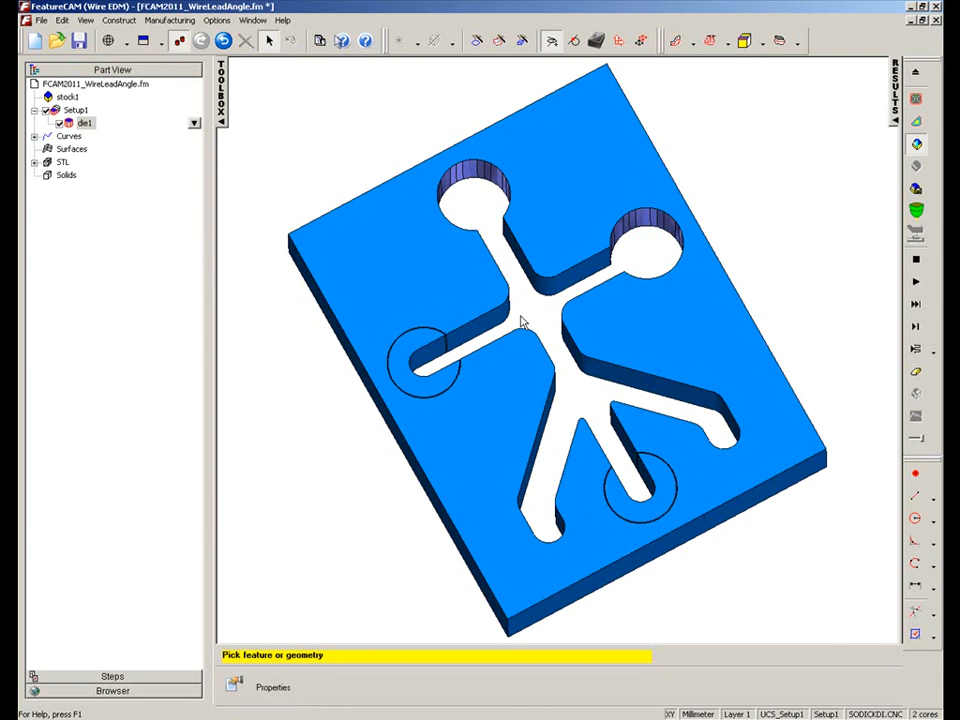 FeatureCAM (Wire EDM) - [FCAM2011_WireLeadAngle.fm *]
File Edit View Construct Manufacturing Options Window Help
Part View
FCAM2011_WireLeadAngle.fm
stock1
Setup1
die1
Curves
Surfaces
STL
Solids
TOOLBOX
RESULTS
Steps
Browser
Pick feature or geometry
Properties
For Help, press F1
XY Millimeter Layer 1 UCS_Setup1 Setup1 SODICKDI.CNC 2 cores